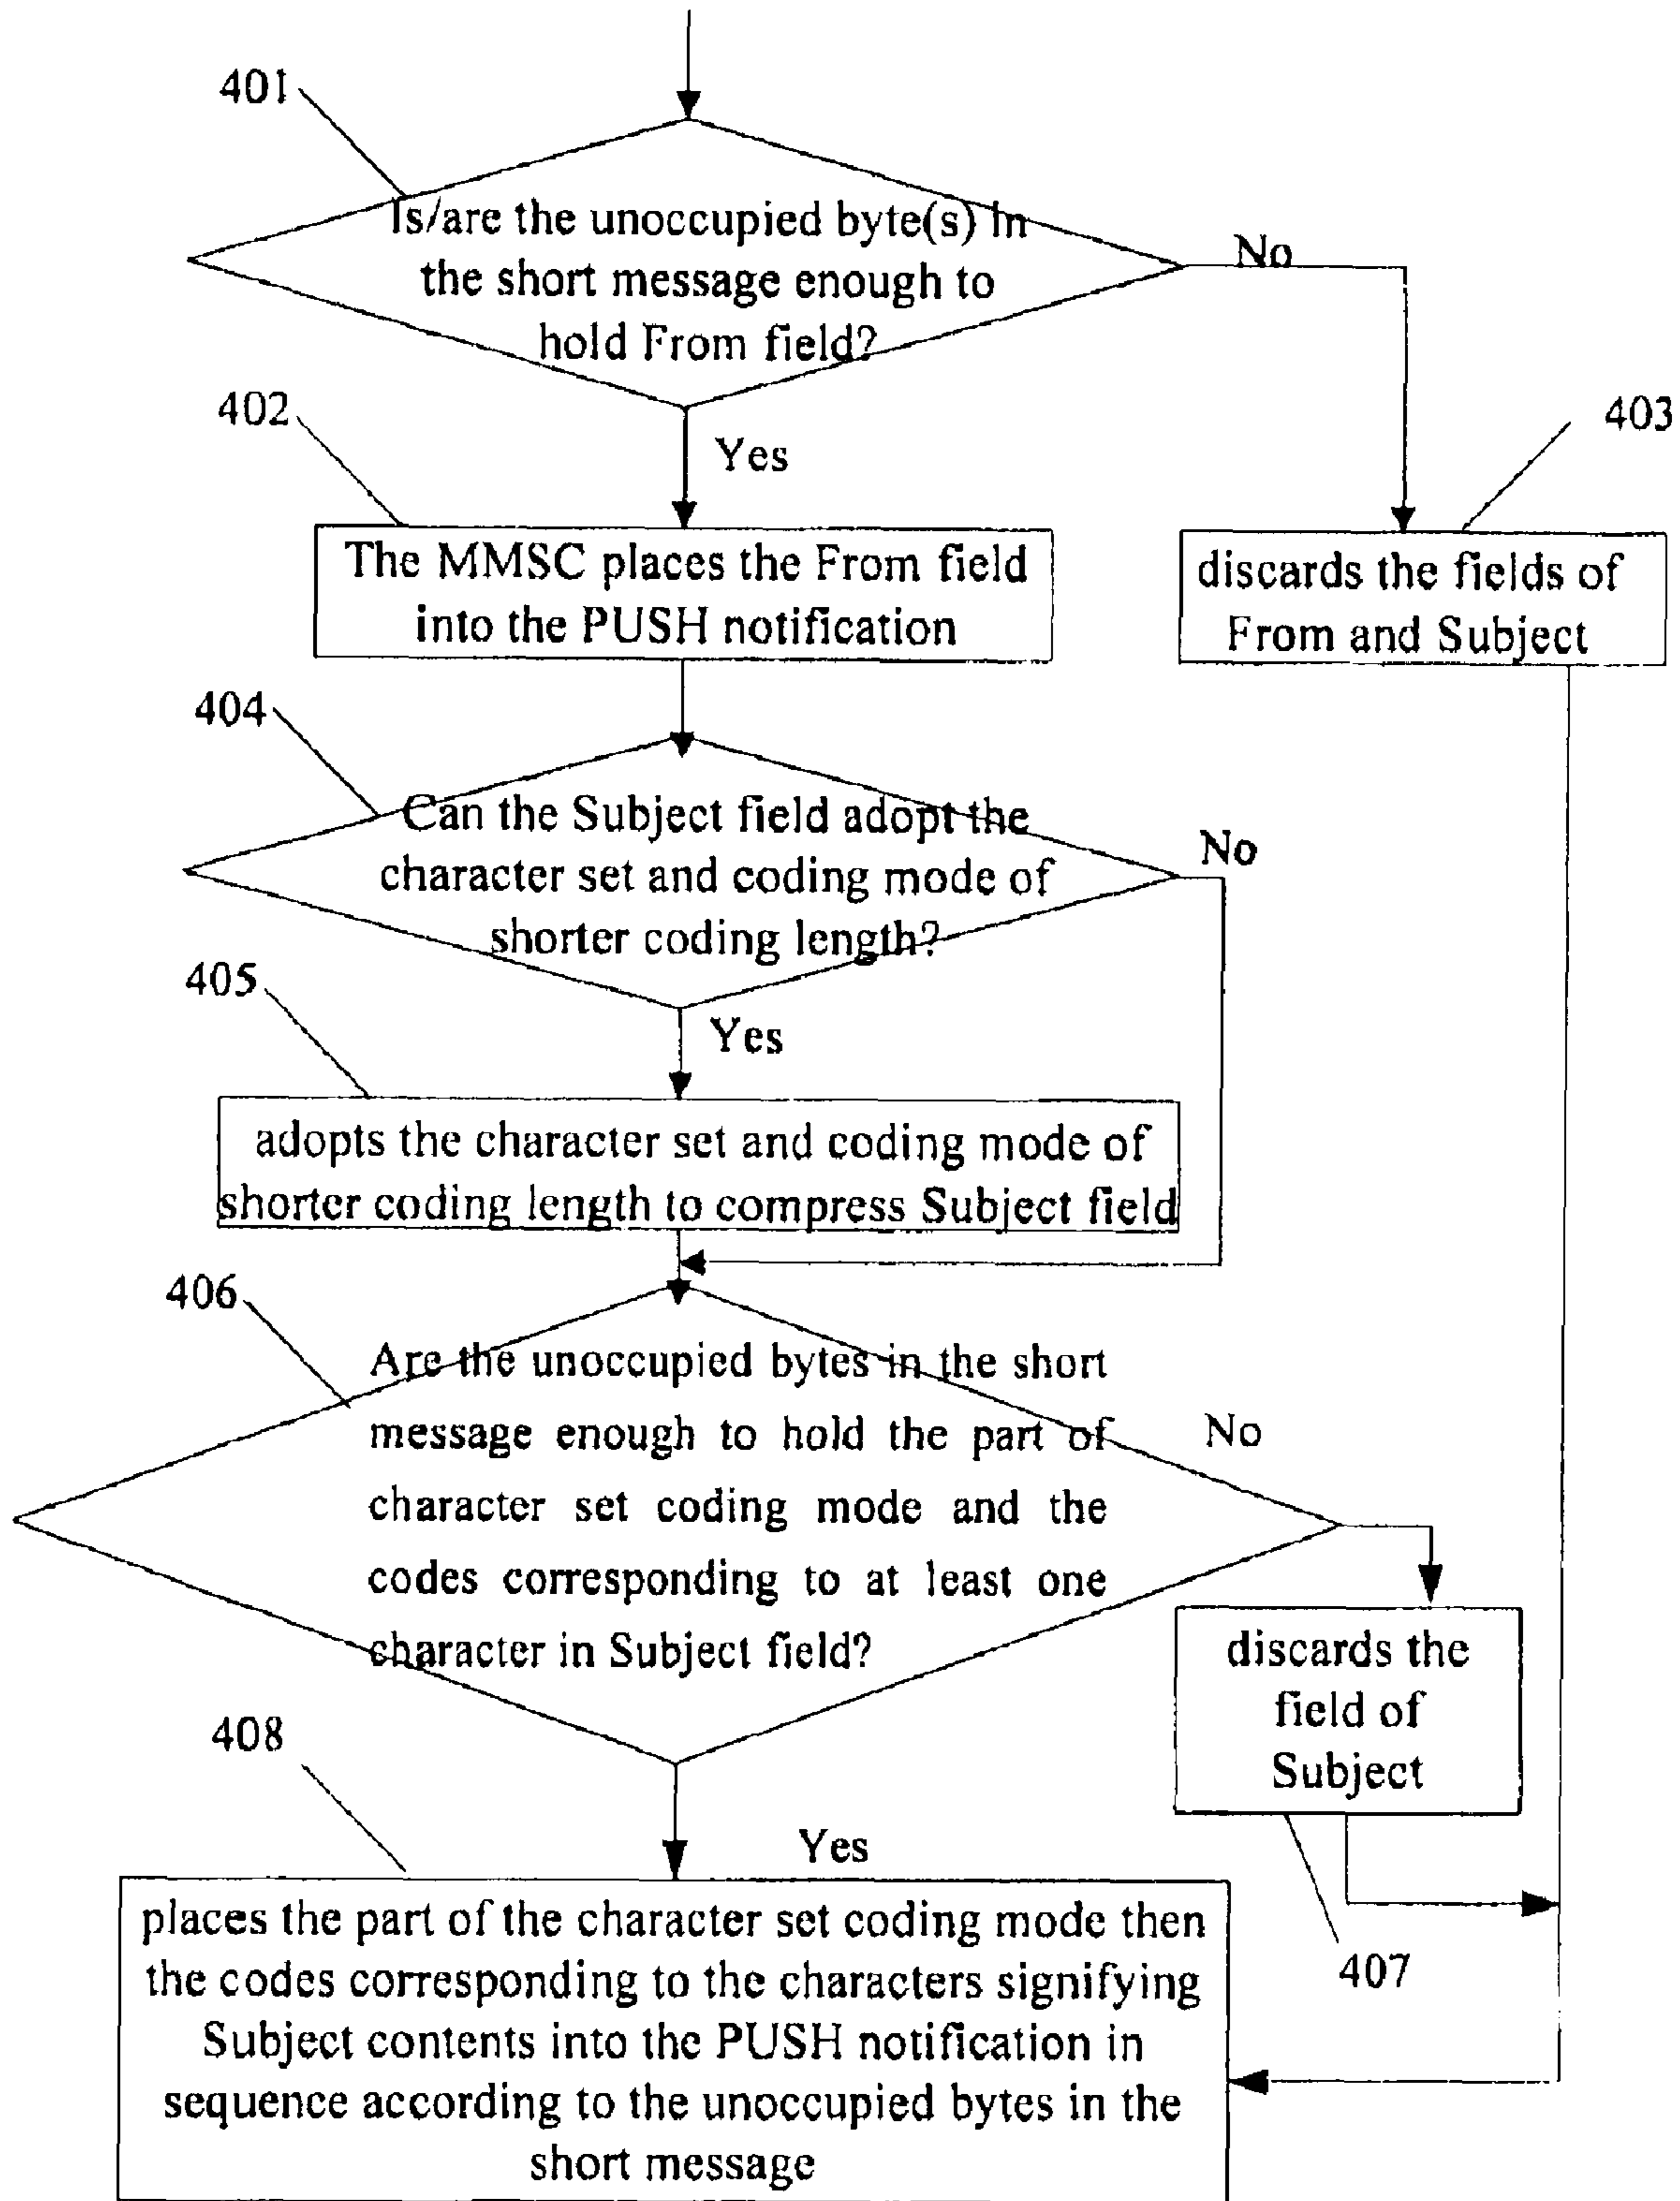 401
Is/are the unoccupied byte(s) in
the short message enough to
hold From field?
No
402
Yes
403
The MMSC places the From field
into the PUSH notification
discards the fields of
From and Subject
404
Can the Subject field adopt the
character set and coding mode of
shorter coding length?
No
405
Yes
adopts the character set and coding mode of
shorter coding length to compress Subject field
406
Are the unoccupied bytes in the short
message enough to hold the part of
character set coding mode and the
codes corresponding to at least one
character in Subject field?
No
discards the
field of
Subject
407
408
Yes
places the part of the character set coding mode then
the codes corresponding to the characters signifying
Subject contents into the PUSH notification in
sequence according to the unoccupied bytes in the
short message